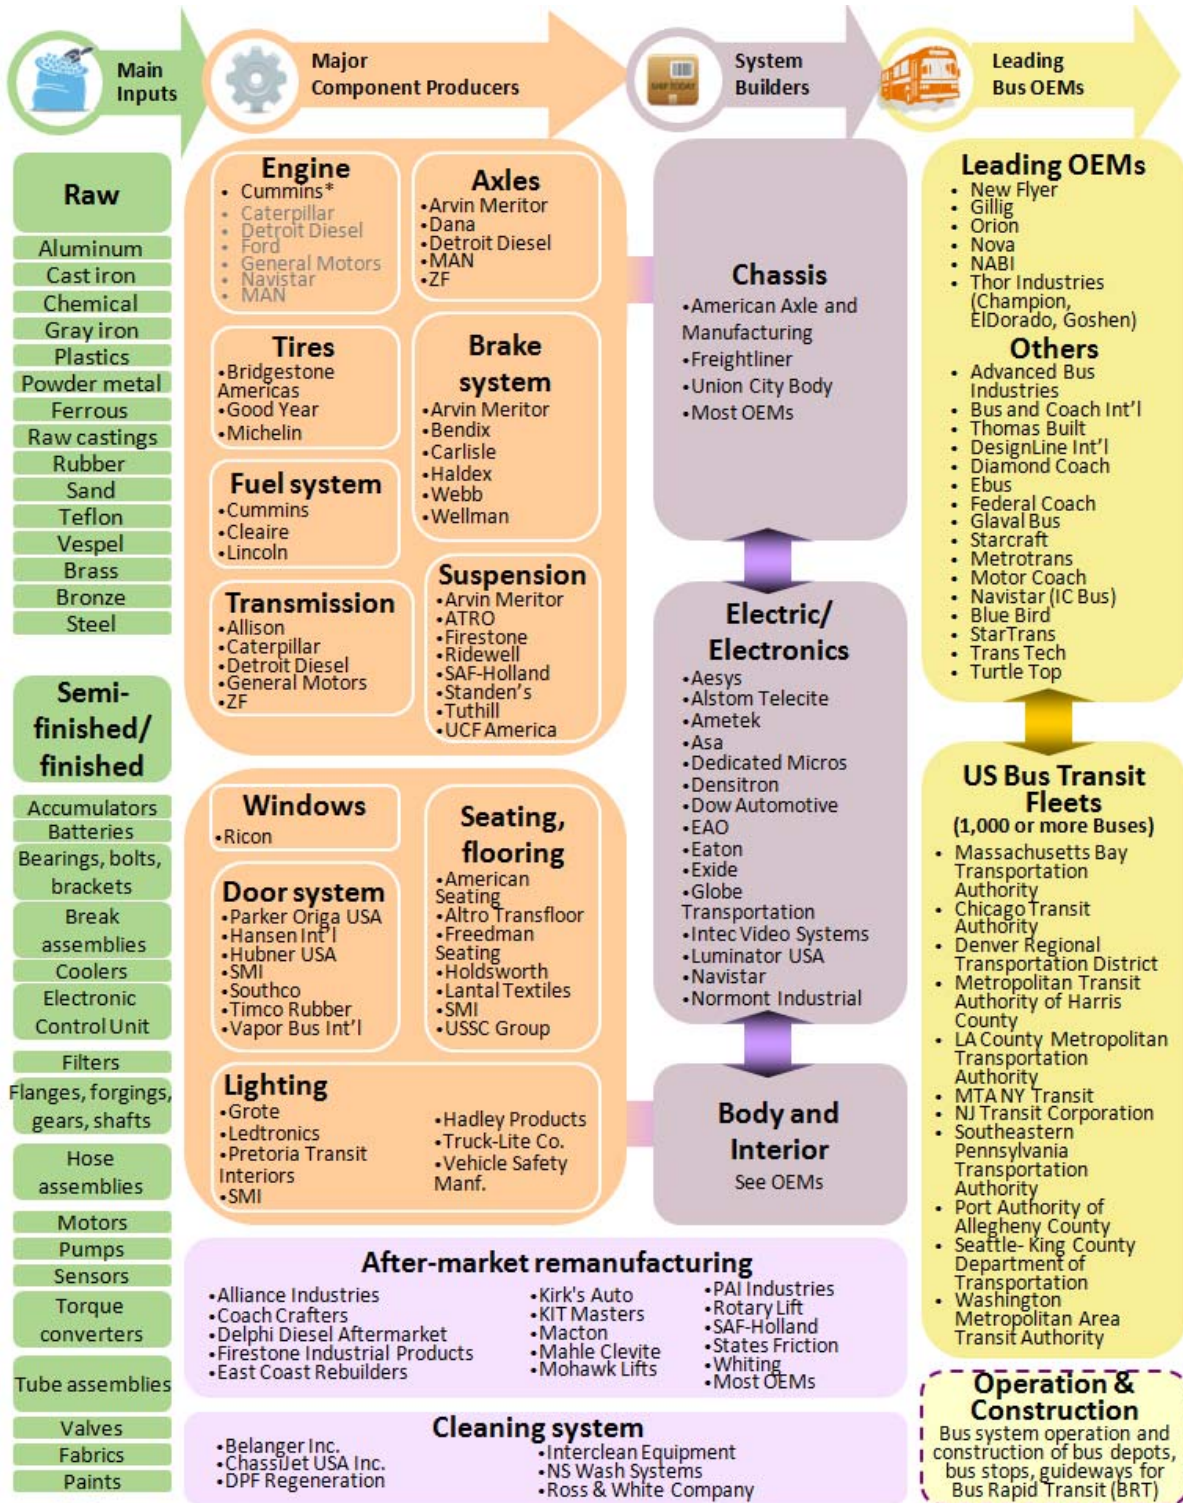 Main
Inputs
Major
Component Producers
SHIP TODAY
System
Builders
Leading
Bus OEMs
Raw
Aluminum
Cast iron
Chemical
Gray iron
Plastics
Powder metal
Ferrous
Raw castings
Rubber
Sand
Teflon
Vespel
Brass
Bronze
Steel
Semi-
finished/
finished
Accumulators
Batteries
Bearings, bolts,
brackets
Break
assemblies
Coolers
Electronic
Control Unit
Filters
Flanges, forgings,
gears, shafts
Hose
assemblies
Motors
Pumps
Sensors
Torque
converters
Tube assemblies
Valves
Fabrics
Paints
Engine
• Cummins*
• Caterpillar
• Detroit Diesel
• Ford
• General Motors
• Navistar
• MAN
Tires
•Bridgestone
Americas
•Good Year
•Michelin
Fuel system
•Cummins
•Cleaire
•Lincoln
Transmission
•Allison
•Caterpillar
•Detroit Diesel
•General Motors
•ZF
Axles
•Arvin Meritor
•Dana
•Detroit Diesel
•MAN
•ZF
Brake
system
•Arvin Meritor
•Bendix
•Carlisle
•Haldex
•Webb
•Wellman
Suspension
•Arvin Meritor
•ATRO
•Firestone
•Ridewell
•SAF-Holland
•Standen's
•Tuthill
•UCF America
Windows
•Ricon
Door system
•Parker Origa USA
•Hansen Int'l
•Hubner USA
•SMI
•Southco
•Timco Rubber
•Vapor Bus Int'l
Seating,
flooring
•American
Seating
•Altro Transfloor
•Freedman
Seating
•Holdsworth
•Lantal Textiles
•SMI
•USSC Group
Lighting
•Grote
•Ledtronics
•Pretoria Transit
Interiors
•SMI
•Hadley Products
•Truck-Lite Co.
•Vehicle Safety
Manf.
Chassis
•American Axle and
Manufacturing
•Freightliner
•Union City Body
•Most OEMs
Electric/
Electronics
•Aesys
•Alstom Telecite
•Ametek
•Asa
•Dedicated Micros
•Densitron
•Dow Automotive
•EAO
•Eaton
•Exide
•Globe
Transportation
•Intec Video Systems
•Luminator USA
•Navistar
•Normont Industrial
Body and
Interior
See OEMs
After-market remanufacturing
•Alliance Industries
•Coach Crafters
•Delphi Diesel Aftermarket
•Firestone Industrial Products
•East Coast Rebuilders
•Kirk's Auto
•KIT Masters
•Macton
•Mahle Clevite
•Mohawk Lifts
•PAI Industries
•Rotary Lift
•SAF-Holland
•States Friction
•Whiting
•Most OEMs
Cleaning system
•Belanger Inc.
•ChassiJet USA Inc.
•DPF Regeneration
•Interclean Equipment
•NS Wash Systems
•Ross & White Company
Leading OEMs
• New Flyer
• Gillig
• Orion
• Nova
• NABI
• Thor Industries
(Champion,
ElDorado, Goshen)
Others
• Advanced Bus
Industries
• Bus and Coach Int'l
• Thomas Built
• DesignLine Int'l
• Diamond Coach
• Ebus
• Federal Coach
• Glaval Bus
• Starcraft
• Metrotrans
• Motor Coach
• Navistar (IC Bus)
• Blue Bird
• StarTrans
• Trans Tech
• Turtle Top
US Bus Transit
Fleets
(1,000 or more Buses)
• Massachusetts Bay
Transportation
Authority
• Chicago Transit
Authority
• Denver Regional
Transportation District
• Metropolitan Transit
Authority of Harris
County
• LA County Metropolitan
Transportation
Authority
• MTA NY Transit
• NJ Transit Corporation
• Southeastern
Pennsylvania
Transportation
Authority
• Port Authority of
Allegheny County
• Seattle- King County
Department of
Transportation
• Washington
Metropolitan Area
Transit Authority
Operation &
Construction
Bus system operation and
construction of bus depots,
bus stops, guideways for
Bus Rapid Transit (BRT)